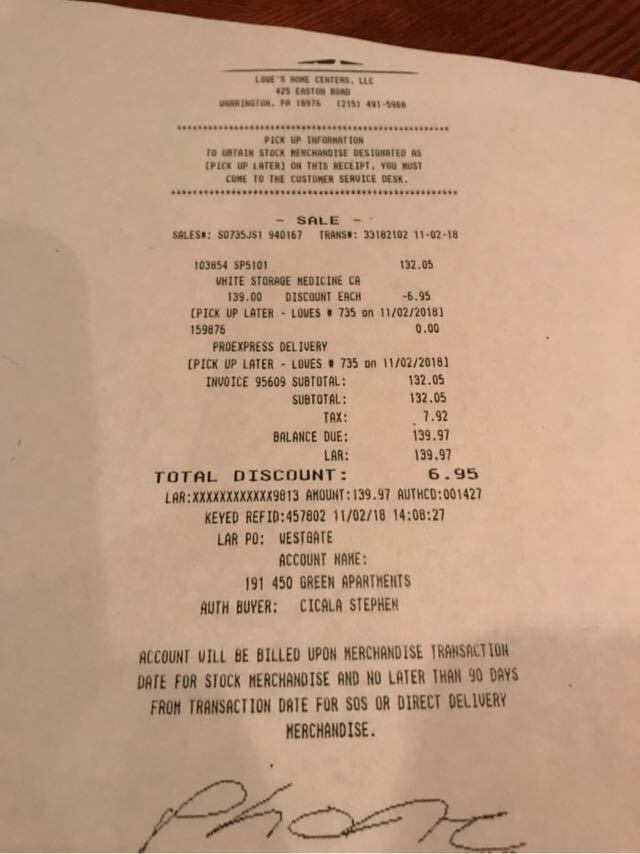 LOWE'S HOME CENTERS, LLC
425 EASTON ROAD
WARRINGTON, PA 18976 (215) 491-5968
PICK UP INFORMATION
TO OBTAIN STOCK MERCHANDISE DESIGNATED AS
[PICK UP LATER] ON THIS RECEIPT, YOU MUST
COME TO THE CUSTOMER SERVICE DESK.
- SALE -
SALES#: S0735JS1 940167 TRANS#: 33182102 11-02-18
103854 SP5101 132.05
WHITE STORAGE MEDICINE CA
139.00 DISCOUNT EACH -6.95
[PICK UP LATER - LOWES # 735 on 11/02/2018]
159876 0.00
PROEXPRESS DELIVERY
[PICK UP LATER - LOWES # 735 on 11/02/2018]
INVOICE 95609 SUBTOTAL: 132.05
SUBTOTAL: 132.05
TAX: 7.92
BALANCE DUE: 139.97
LAR: 139.97
TOTAL DISCOUNT: 6.95
LAR:XXXXXXXXXXXX9813 AMOUNT:139.97 AUTHCD:001427
KEYED REFID:457802 11/02/18 14:08:27
LAR PO: WESTGATE
ACCOUNT NAME:
191 450 GREEN APARTMENTS
AUTH BUYER: CICALA STEPHEN
ACCOUNT WILL BE BILLED UPON MERCHANDISE TRANSACTION
DATE FOR STOCK MERCHANDISE AND NO LATER THAN 90 DAYS
FROM TRANSACTION DATE FOR SOS OR DIRECT DELIVERY
MERCHANDISE.
Phone